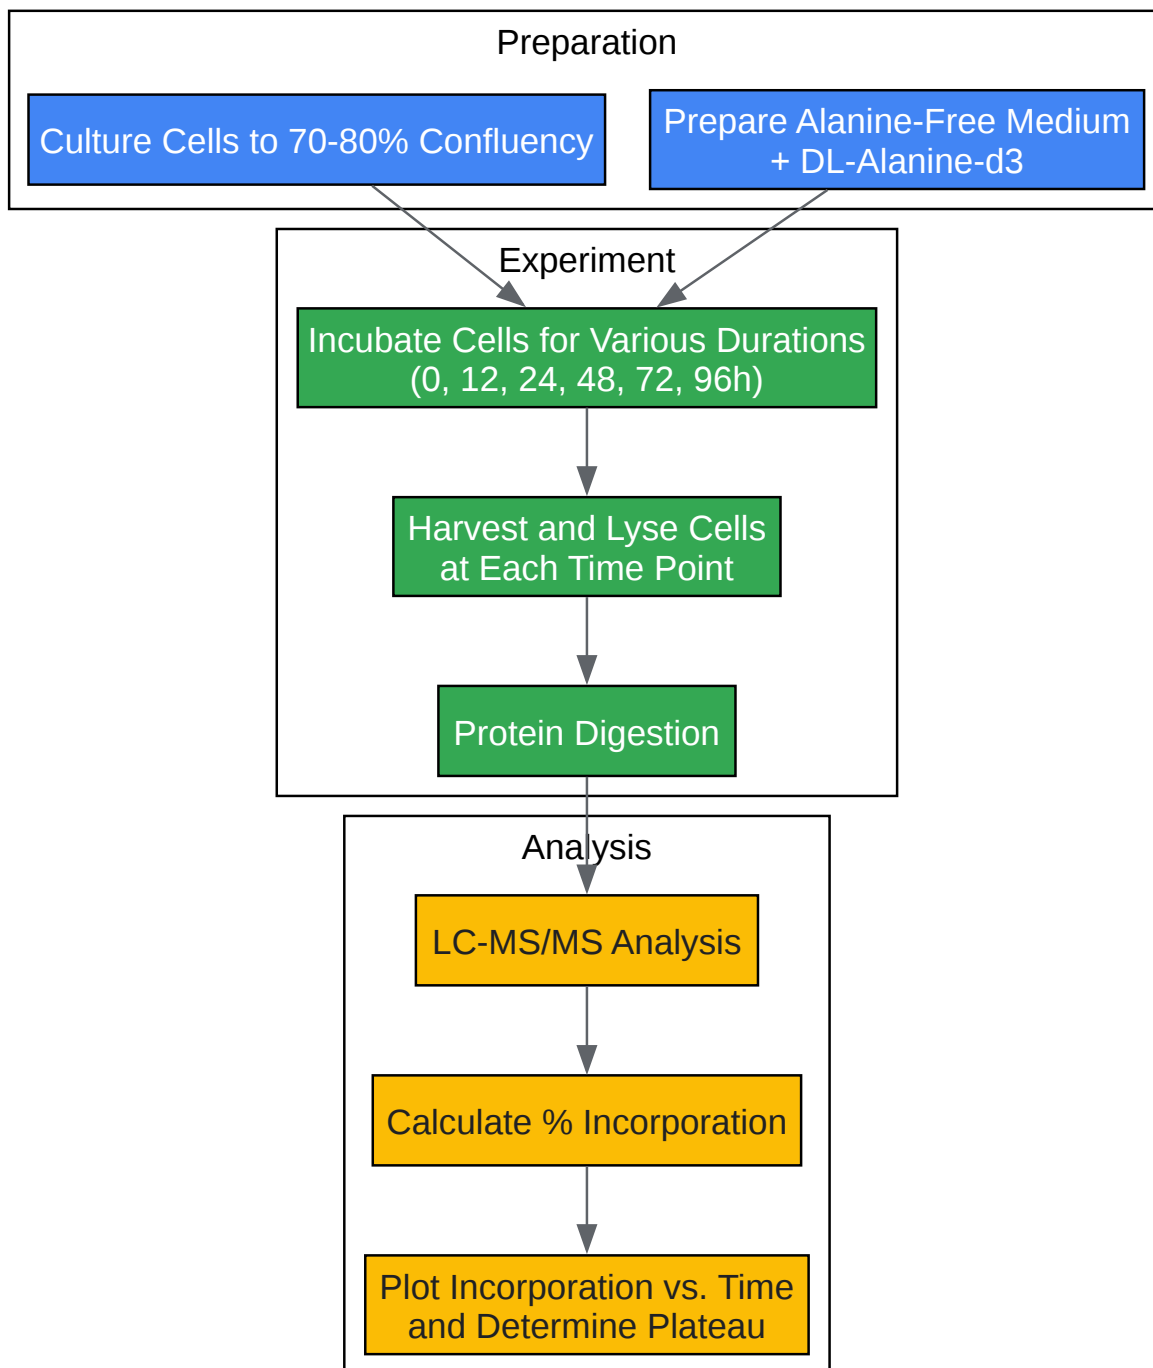 Preparation
Culture Cells to 70-80% Confluency
Prepare Alanine-Free Medium
+ DL-Alanine-d3
Experiment
Incubate Cells for Various Durations
(0, 12, 24, 48, 72, 96h)
Harvest and Lyse Cells
at Each Time Point
Protein Digestion
Analysis
LC-MS/MS Analysis
Calculate % Incorporation
Plot Incorporation vs. Time
and Determine Plateau